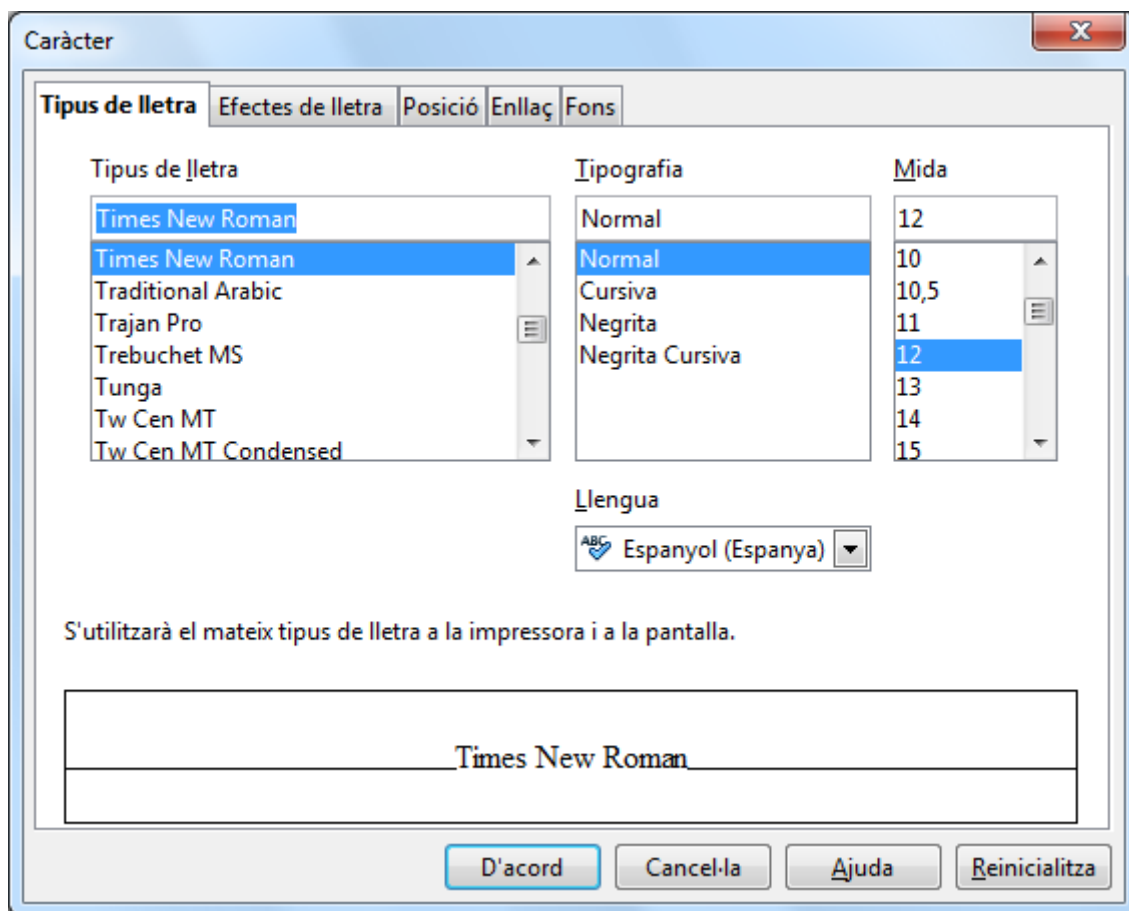 Caràcter
x
Tipus de lletra Efectes de lletra Posició Enllaç Fons
Tipus de lletra Tipografia Mida
Times New Roman Normal 12
Times New Roman Normal 10
Traditional Arabic Cursiva 10,5
Trajan Pro Negrita 11
Trebuchet MS Negrita Cursiva 12
Tunga 13
Tw Cen MT 14
Tw Cen MT Condensed 15
Llengua
ABC Espanyol (Espanya)
S'utilitzarà el mateix tipus de lletra a la impressora i a la pantalla.
Times New Roman
D'acord Cancel·la Ajuda Reinicialitza